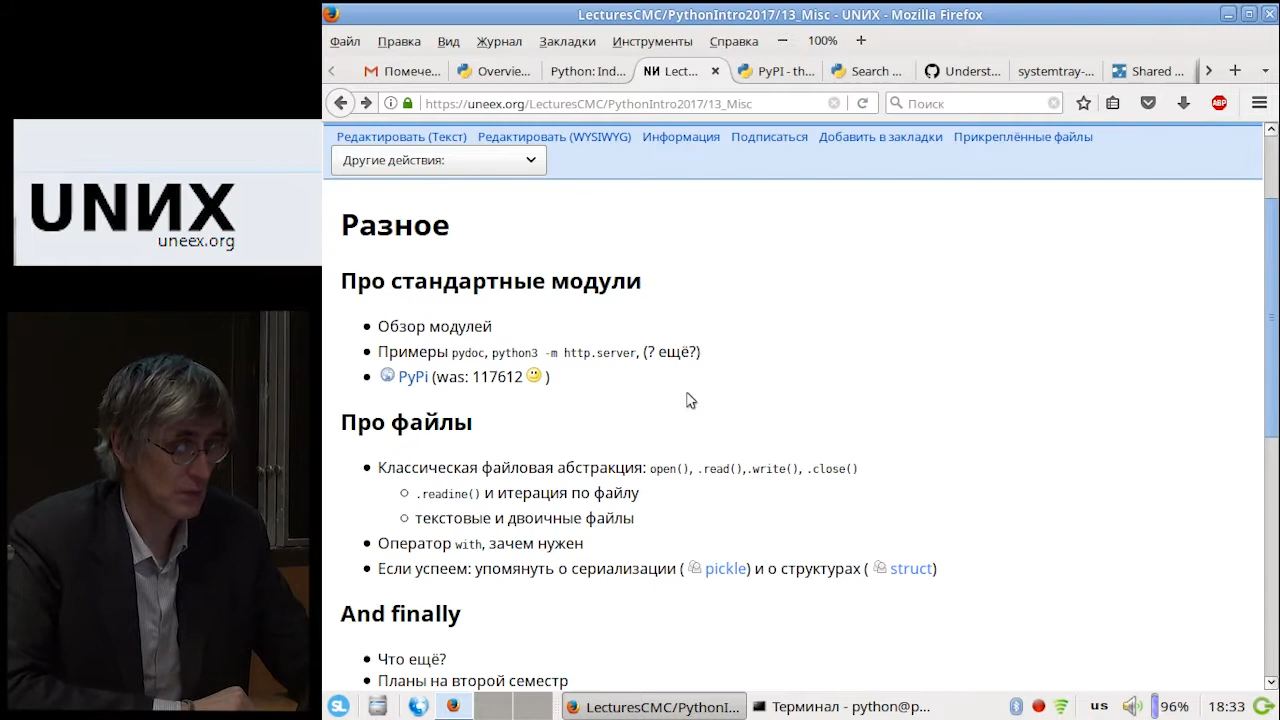 LecturesCMC/PythonIntro2017/13_Misc - UNИX - Mozilla Firefox
Файл Правка Вид Журнал Закладки Инструменты Справка − 100% +
Помече... Overvie... Python: Ind... NИ Lect... PyPI - th... Search ... Underst... systemtray-... Shared ...
https://uneex.org/LecturesCMC/PythonIntro2017/13_Misc Поиск ABP
Редактировать (Текст) Редактировать (WYSIWYG) Информация Подписаться Добавить в закладки Прикреплённые файлы
Другие действия:
UNИX
uneex.org
Разное
Про стандартные модули
Обзор модулей
Примеры pydoc, python3 -m http.server, (? ещё?)
PyPi (was: 117612 )
Про файлы
Классическая файловая абстракция: open(), .read(),.write(), .close()
.readine() и итерация по файлу
текстовые и двоичные файлы
Оператор with, зачем нужен
Если успеем: упомянуть о сериализации ( pickle) и о структурах ( struct)
And finally
Что ещё?
Планы на второй семестр
SL LecturesCMC/PythonI... Терминал - python@p... us 96% 18:33